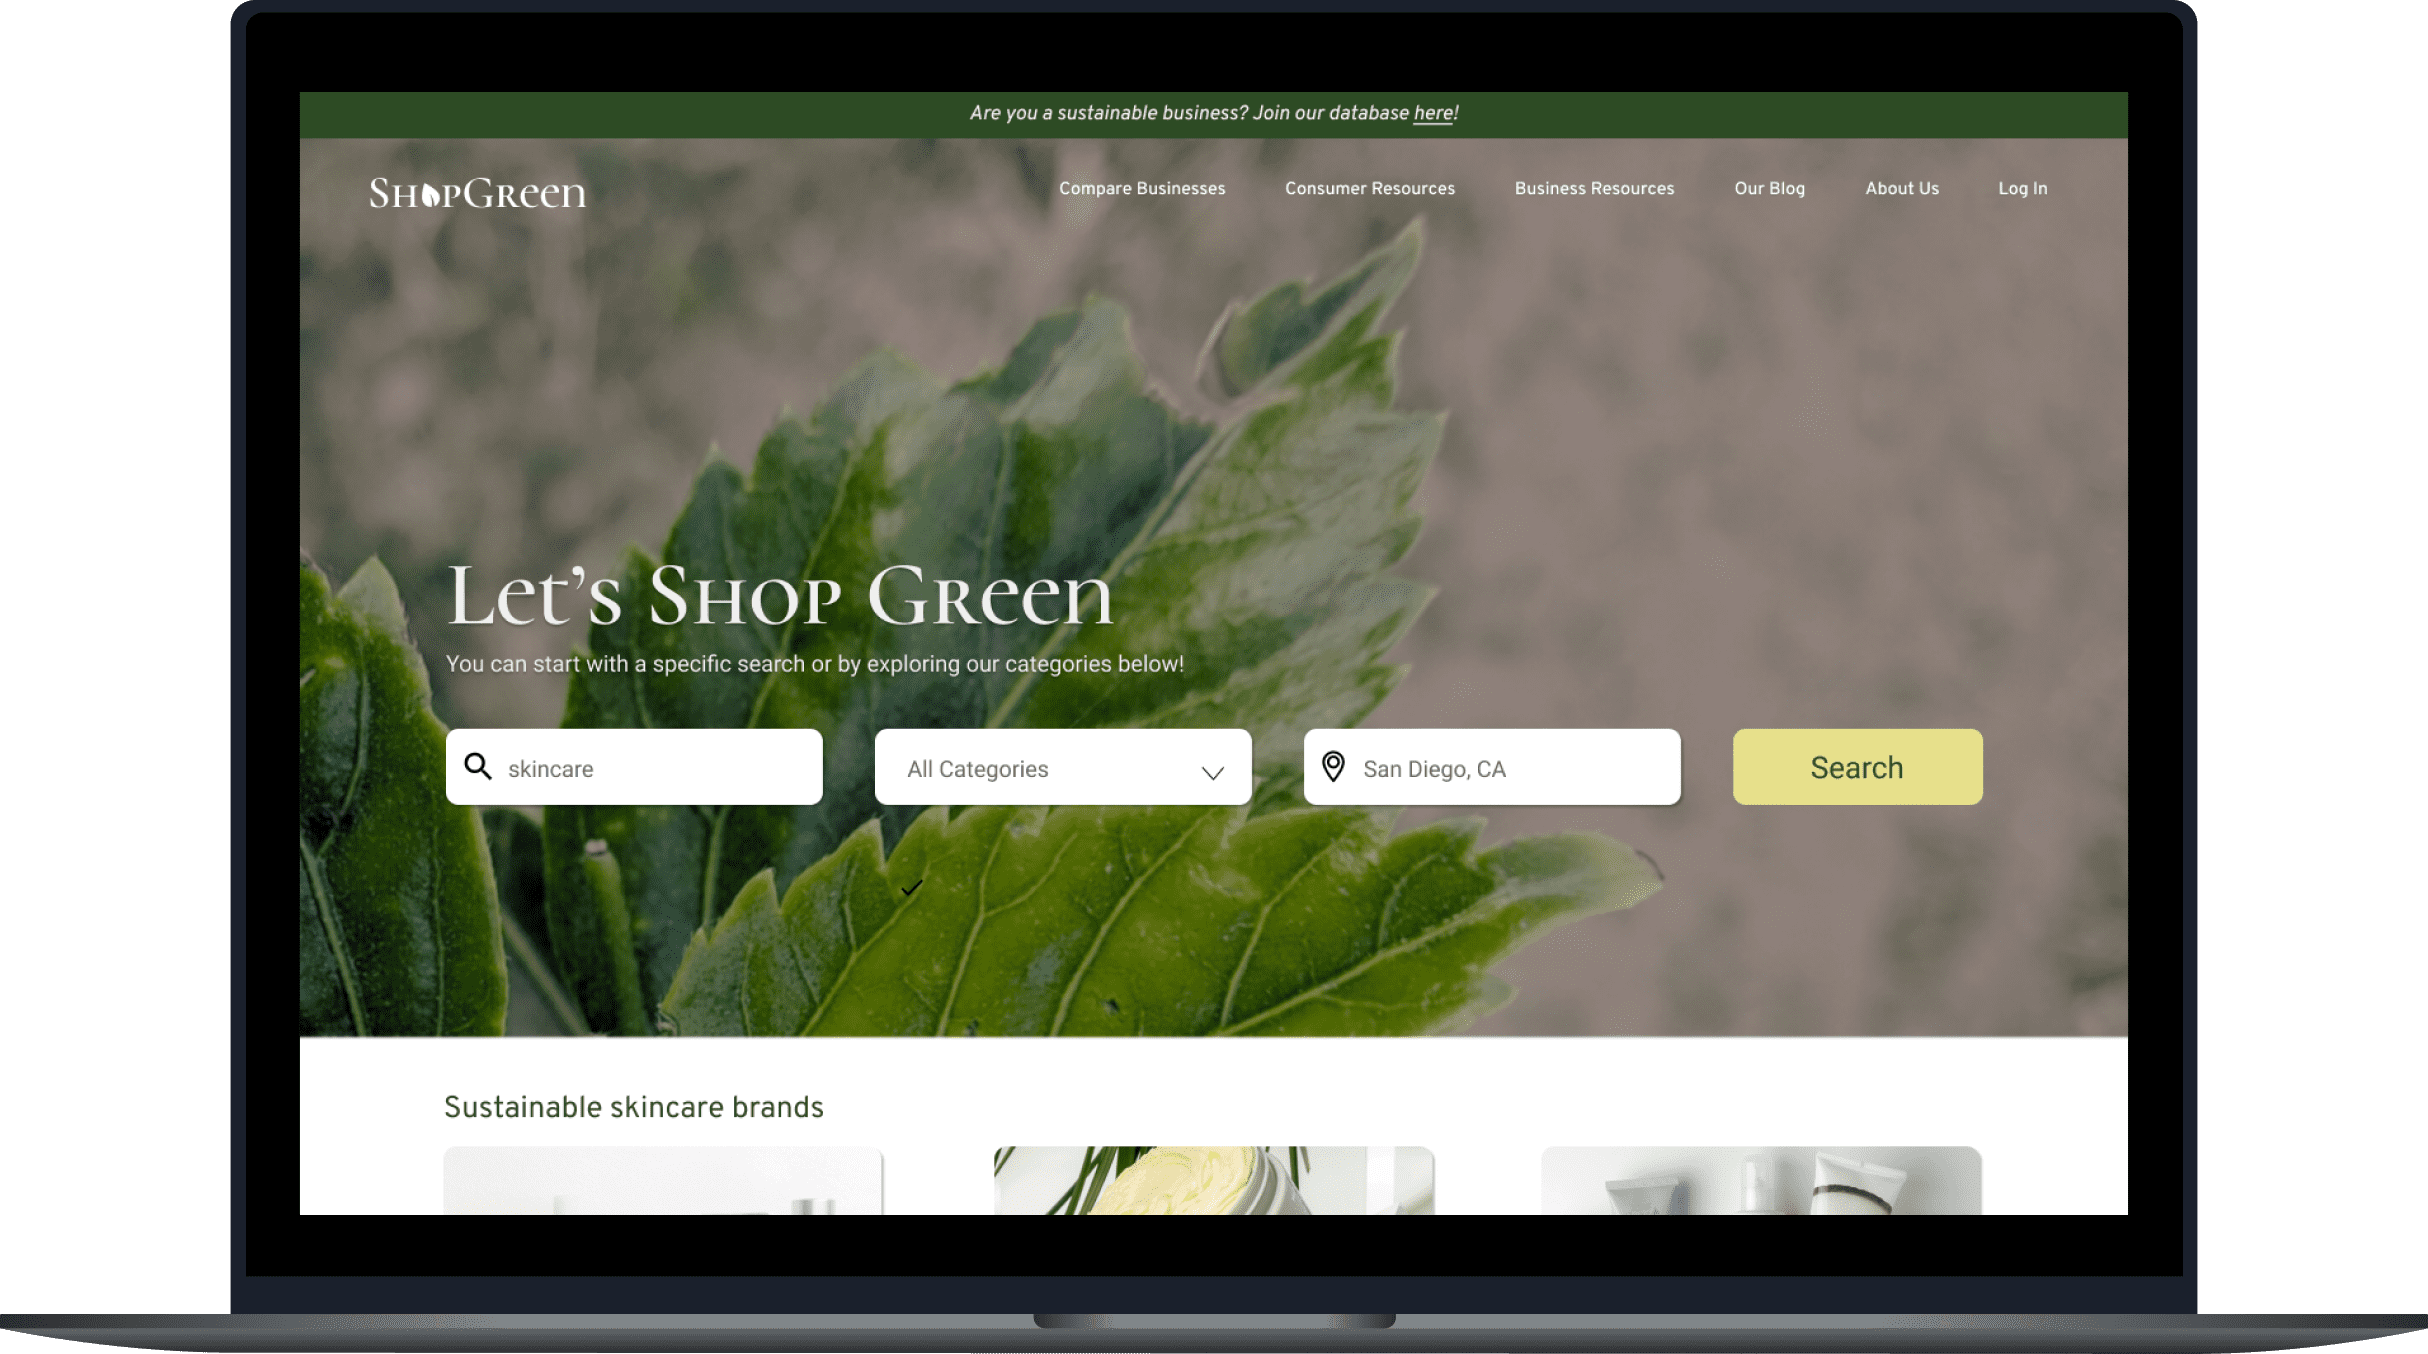 Are you a sustainable business? Join our database here!
ShopGreen
Compare Businesses
Consumer Resources
Business Resources
Our Blog
About Us
Log In
Let's Shop Green
You can start with a specific search or by exploring our categories below!
skincare
All Categories
San Diego, CA
Search
Sustainable skincare brands